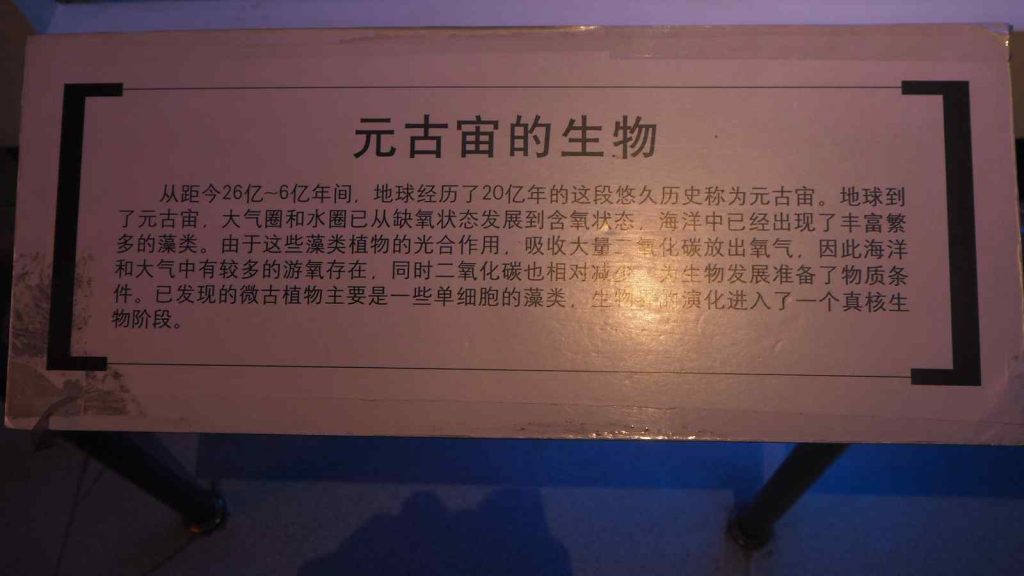 元古宙的生物
从距今26亿~6亿年间，地球经历了20亿年的这段悠久历史称为元古宙。地球到
了元古宙，大气圈和水圈已从缺氧状态发展到含氧状态，海洋中已经出现了丰富繁
多的藻类。由于这些藻类植物的光合作用，吸收大量二氧化碳放出氧气，因此海洋
和大气中有较多的游氧存在，同时二氧化碳也相对减少，为生物发展准备了物质条
件。已发现的微古植物主要是一些单细胞的藻类，生物演化进入了一个真核生
物阶段。